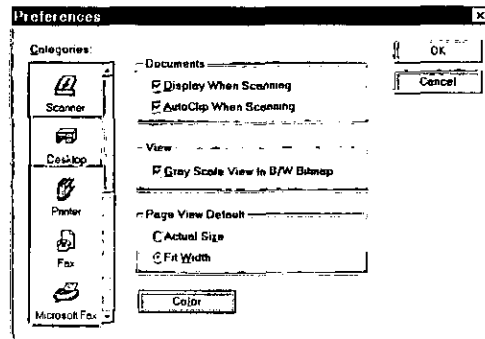 Preferences
Categories:
Scanner
Desktop
Printer
Fax
Microsoft Fax
Documents
Display When Scanning
AutoClip When Scanning
View
Gray Scale View in B/W Bitmap
Page View Default
Actual Size
Fit Width
Color
OK
Cancel